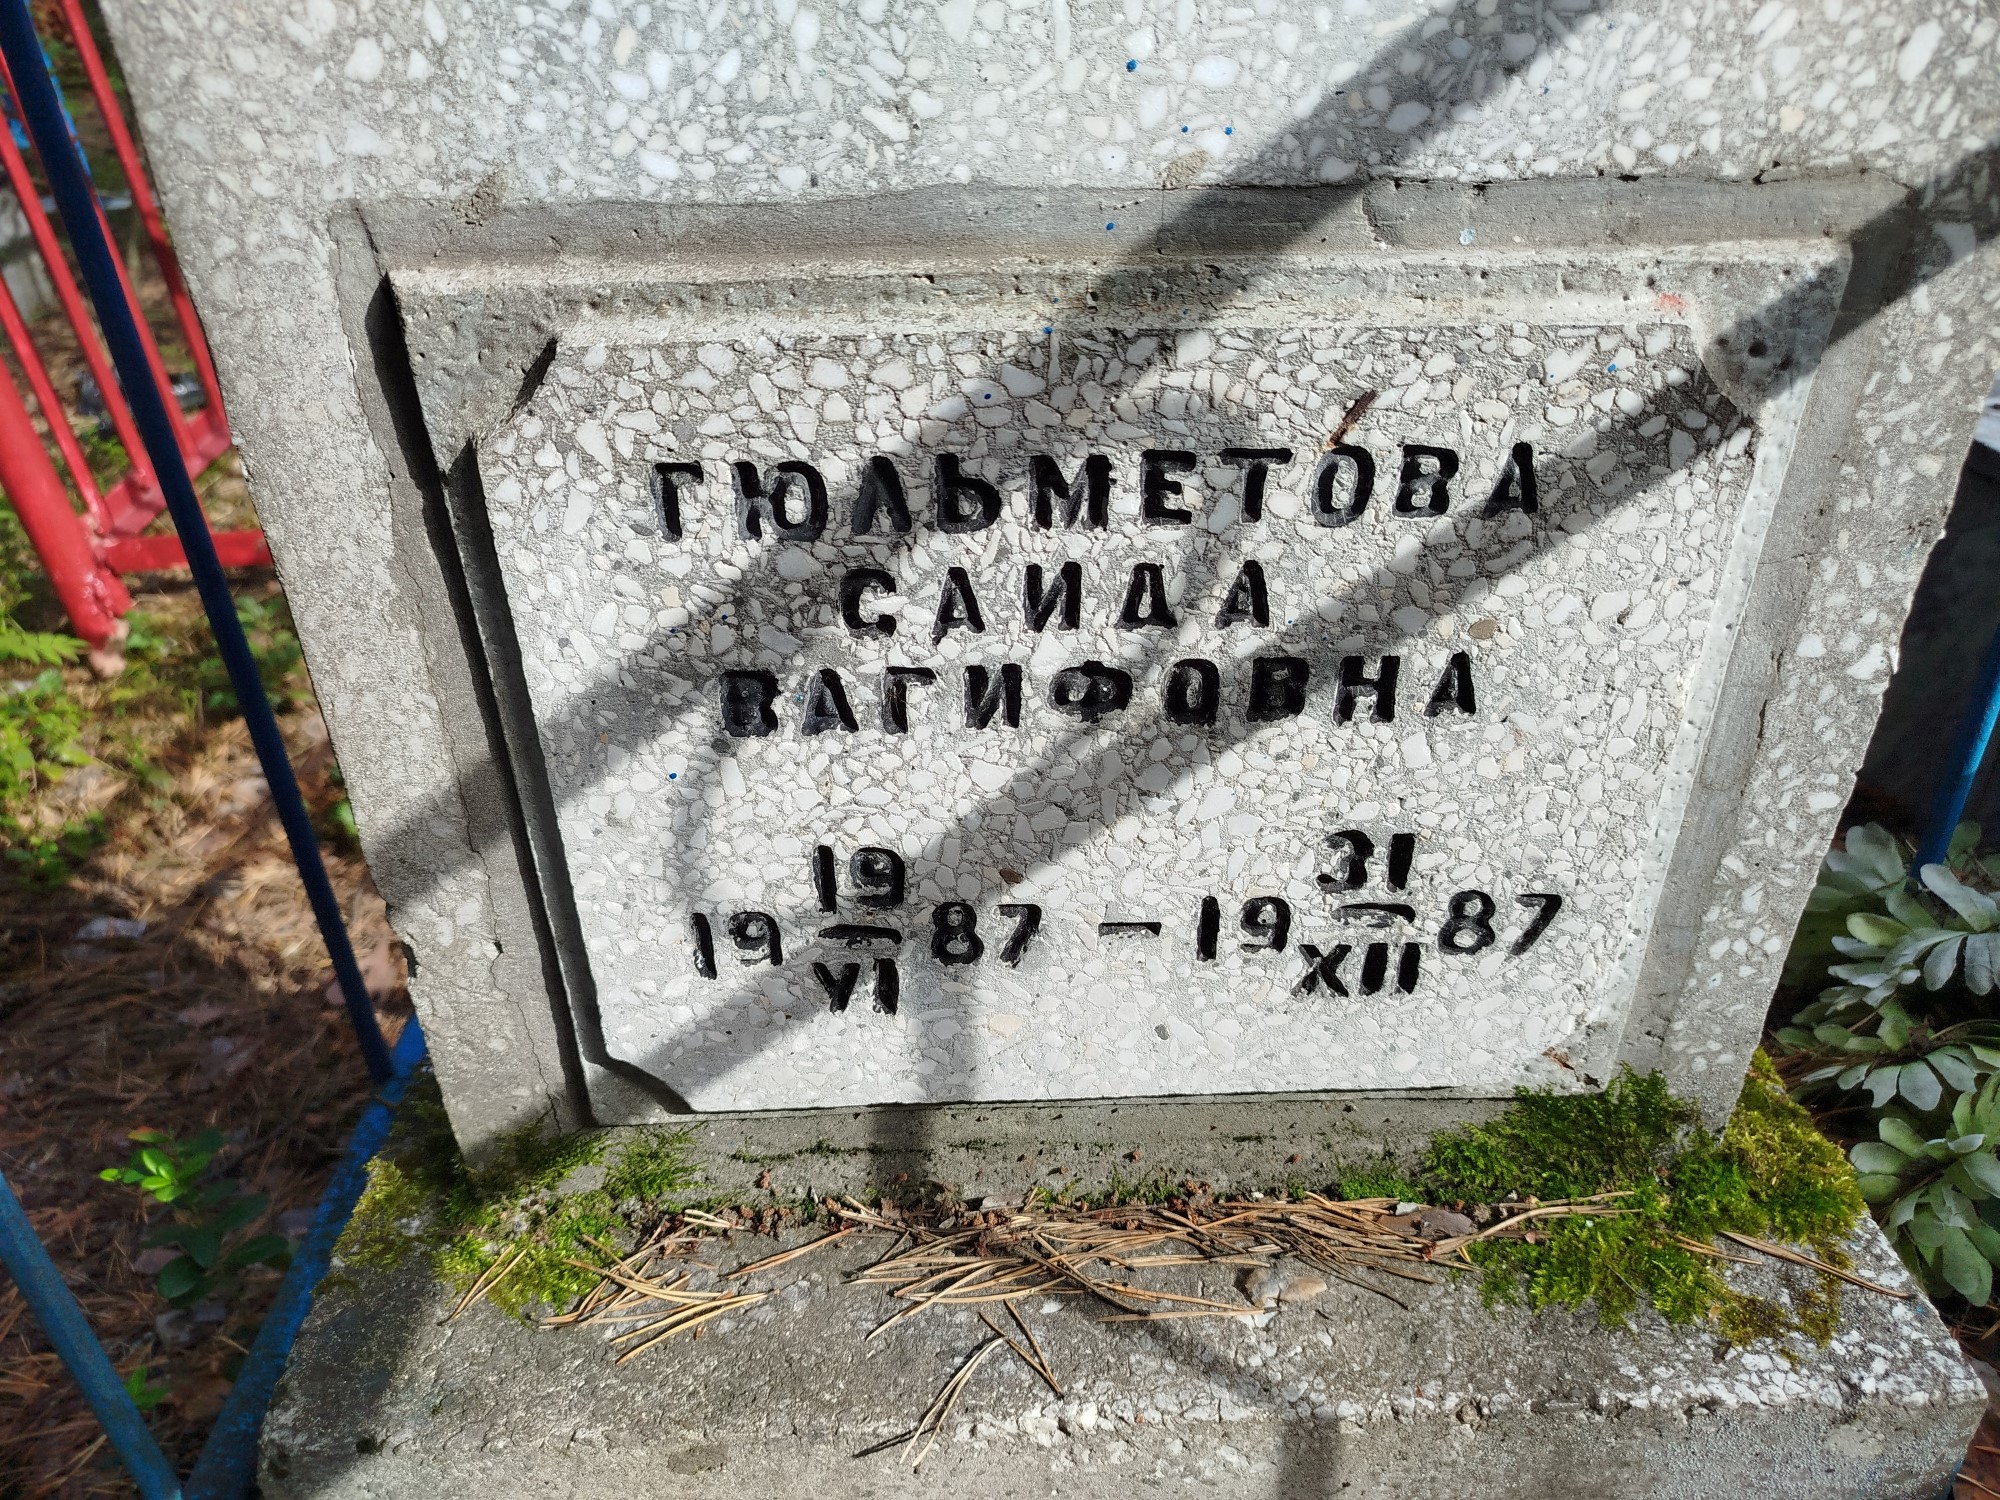 ГЮЛЬМЕТОВА
САИДА
ВАГИФОВНА
19 19/VI 87 – 19 31/XII 87